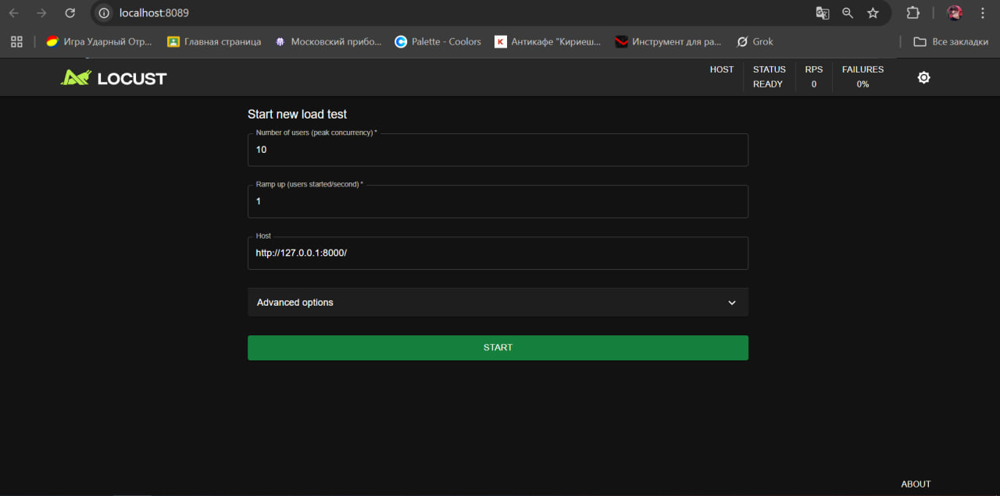 localhost:8089
Игра Ударный Отр... Главная страница Московский прибо... Palette - Coolors Антикафе "Кириеш... Инструмент для ра... Grok Все закладки
LOCUST
HOST STATUS RPS FAILURES
READY 0 0%
Start new load test
Number of users (peak concurrency) *
10
Ramp up (users started/second) *
1
Host
http://127.0.0.1:8000/
Advanced options
START
ABOUT